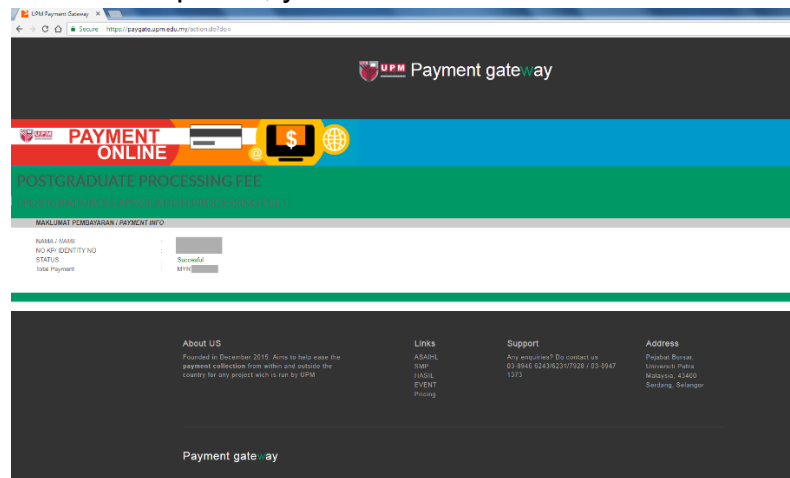 UPM Payment Gateway
Secure https://paygate.upm.edu.my/action.do?do=
UPM Payment gateway
UPM PAYMENT
ONLINE
@ $
POSTGRADUATE PROCESSING FEE
MAKLUMAT PEMBAYARAN / PAYMENT INFO
NAMA / NAME :
NO KP/ IDENTITY NO :
STATUS : Succesful
Total Payment : MYR
About US
Founded in December 2015. Aims to help ease the
payment collection from within and outside the
country for any project wich is run by UPM
Links
ASAIHL
SMP
HASIL
EVENT
Pricing
Support
Any enquiries? Do contact us
03-8946 6243/6231/7928 / 03-8947
1373
Address
Pejabat Bursar,
Universiti Putra
Malaysia, 43400
Serdang, Selangor
Payment gateway